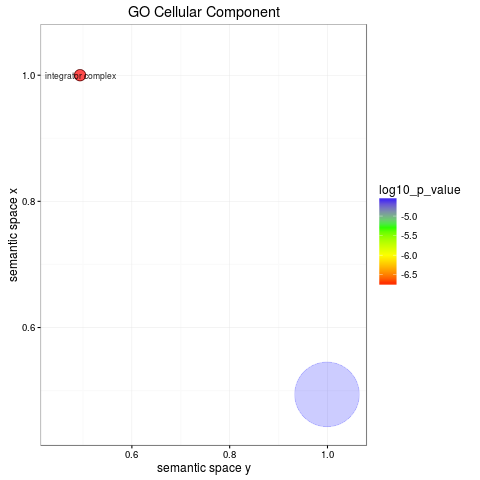 GO Cellular Component
1.0
0.8
0.6
semantic space x
integrator complex
0.6
0.8
1.0
semantic space y
log10_p_value
-5.0
-5.5
-6.0
-6.5